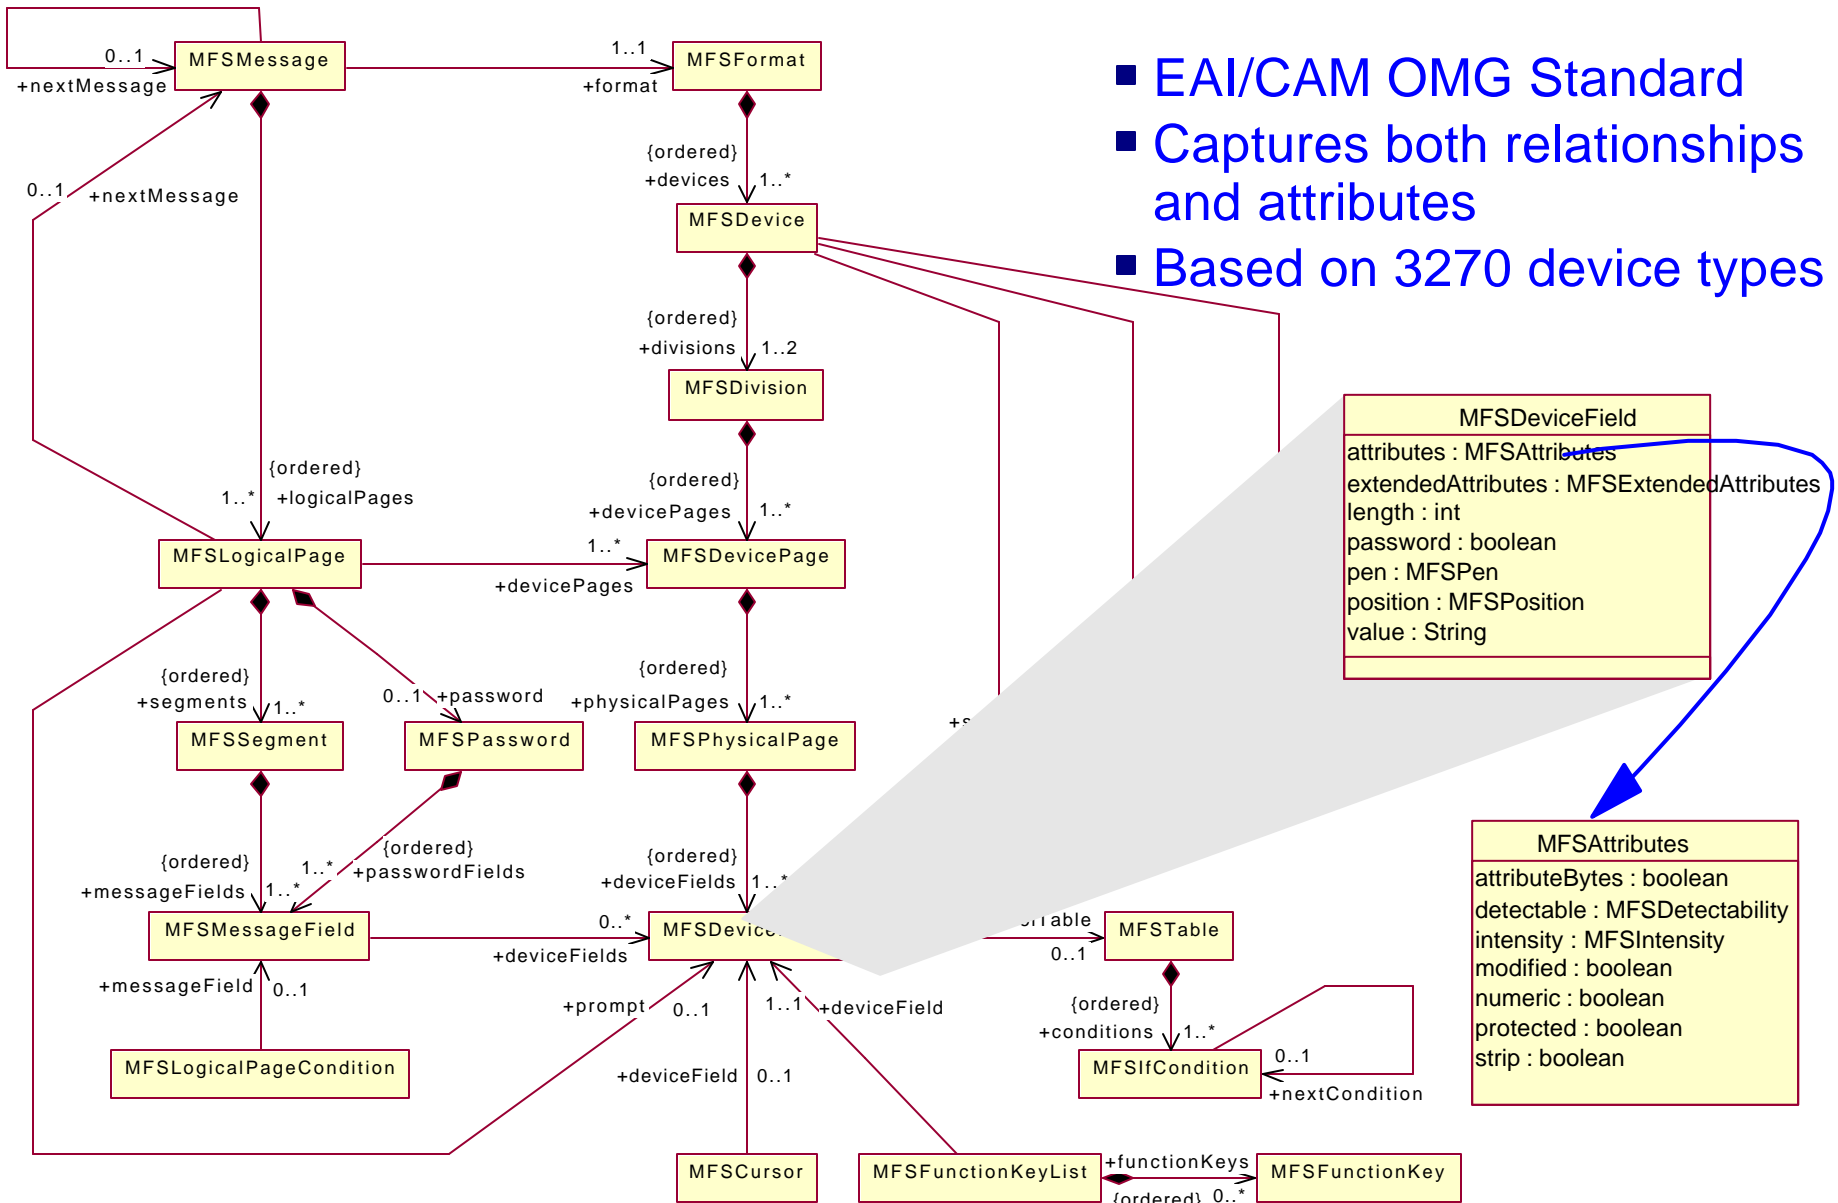 0..1
+nextMessage
MFSMessage
1..1
+format
MFSFormat
EAI/CAM OMG Standard
Captures both relationships
and attributes
Based on 3270 device types
{ordered}
+devices
1..*
0..1
+nextMessage
MFSDevice
{ordered}
+divisions
1..2
MFSDivision
{ordered}
1..*
+logicalPages
{ordered}
+devicePages
1..*
MFSLogicalPage
1..*
+devicePages
MFSDevicePage
MFSDeviceField
attributes : MFSAttributes
extendedAttributes : MFSExtendedAttributes
length : int
password : boolean
pen : MFSPen
position : MFSPosition
value : String
{ordered}
+segments
1..*
0..1
+password
{ordered}
+physicalPages
1..*
MFSSegment
MFSPassword
MFSPhysicalPage
{ordered}
+messageFields
1..*
1..*
{ordered}
+passwordFields
{ordered}
+deviceFields
1..*
MFSAttributes
attributeBytes : boolean
detectable : MFSDetectability
intensity : MFSIntensity
modified : boolean
numeric : boolean
protected : boolean
strip : boolean
MFSMessageField
0..*
+deviceFields
0..1
MFSTable
+messageField
0..1
+prompt
0..1
1..1
+deviceField
{ordered}
+conditions
1..*
MFSLogicalPageCondition
+deviceField
0..1
MFSIfCondition
0..1
+nextCondition
MFSCursor
MFSFunctionKeyList
+functionKeys
{ordered}
0..*
MFSFunctionKey